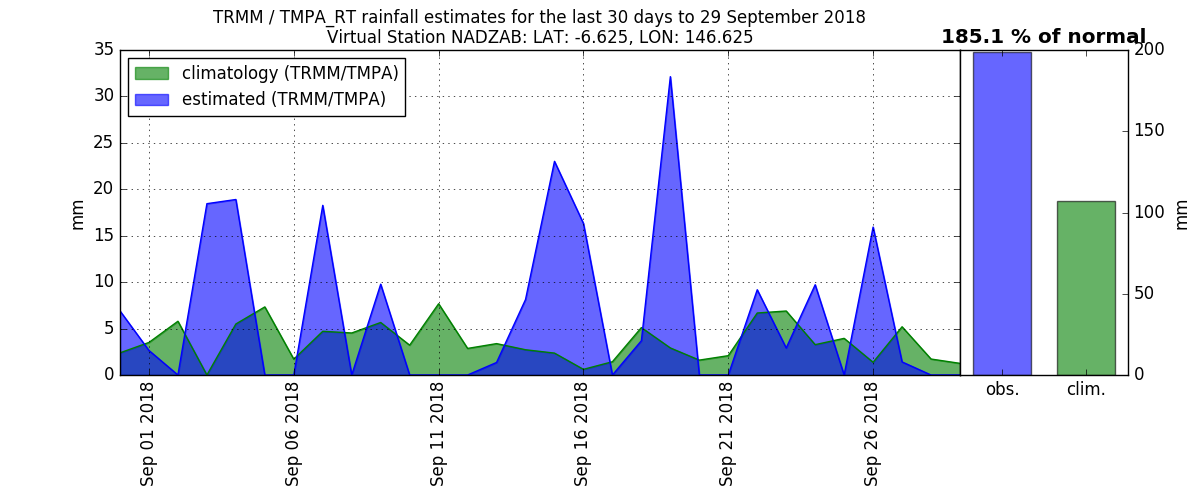 TRMM / TMPA_RT rainfall estimates for the last 30 days to 29 September 2018
Virtual Station NADZAB: LAT: -6.625, LON: 146.625
185.1 % of normal
climatology (TRMM/TMPA)
estimated (TRMM/TMPA)
35
30
25
20
15
10
5
0
mm
Sep 01 2018
Sep 06 2018
Sep 11 2018
Sep 16 2018
Sep 21 2018
Sep 26 2018
200
150
100
50
0
mm
obs.
clim.